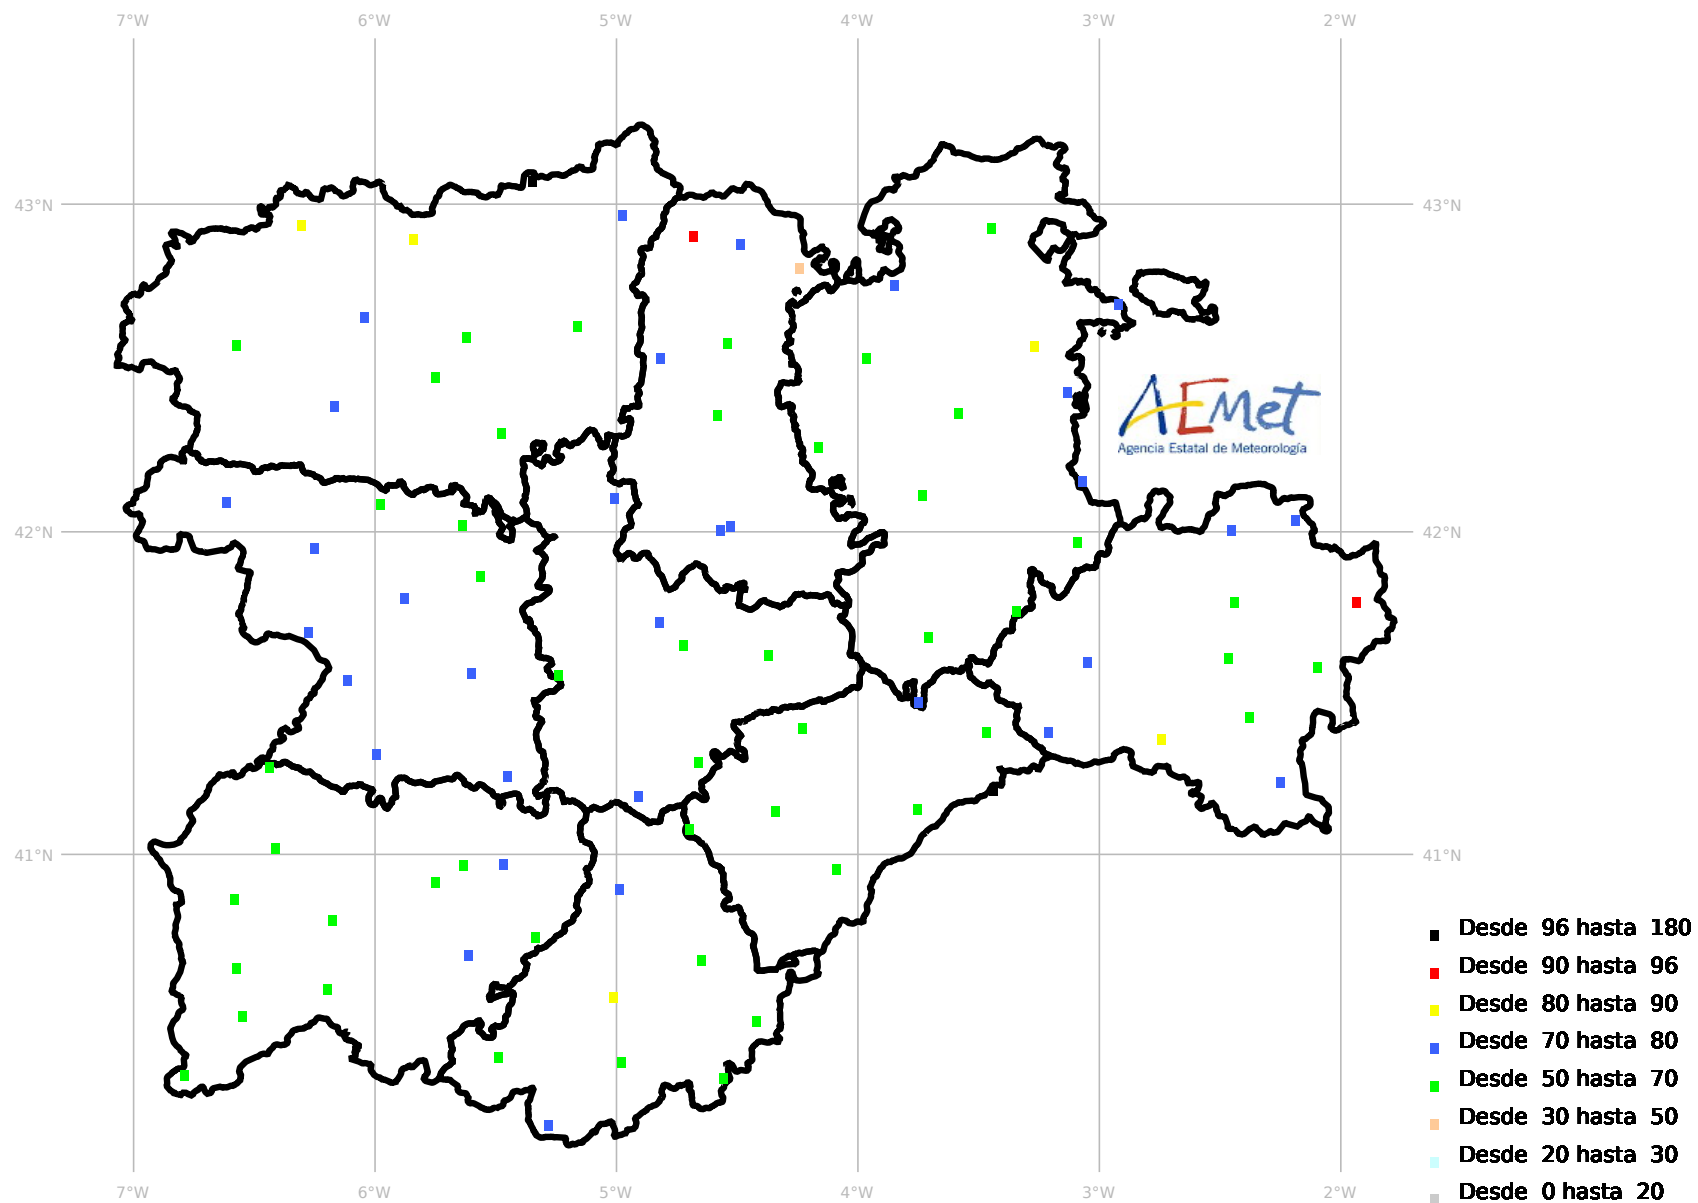 7°W 6°W 5°W 4°W 3°W 2°W
43°N 43°N
AEMet
Agencia Estatal de Meteorología
42°N 42°N
41°N 41°N
Desde 96 hasta 180
Desde 90 hasta 96
Desde 80 hasta 90
Desde 70 hasta 80
Desde 50 hasta 70
Desde 30 hasta 50
Desde 20 hasta 30
Desde 0 hasta 20
7°W 6°W 5°W 4°W 3°W 2°W